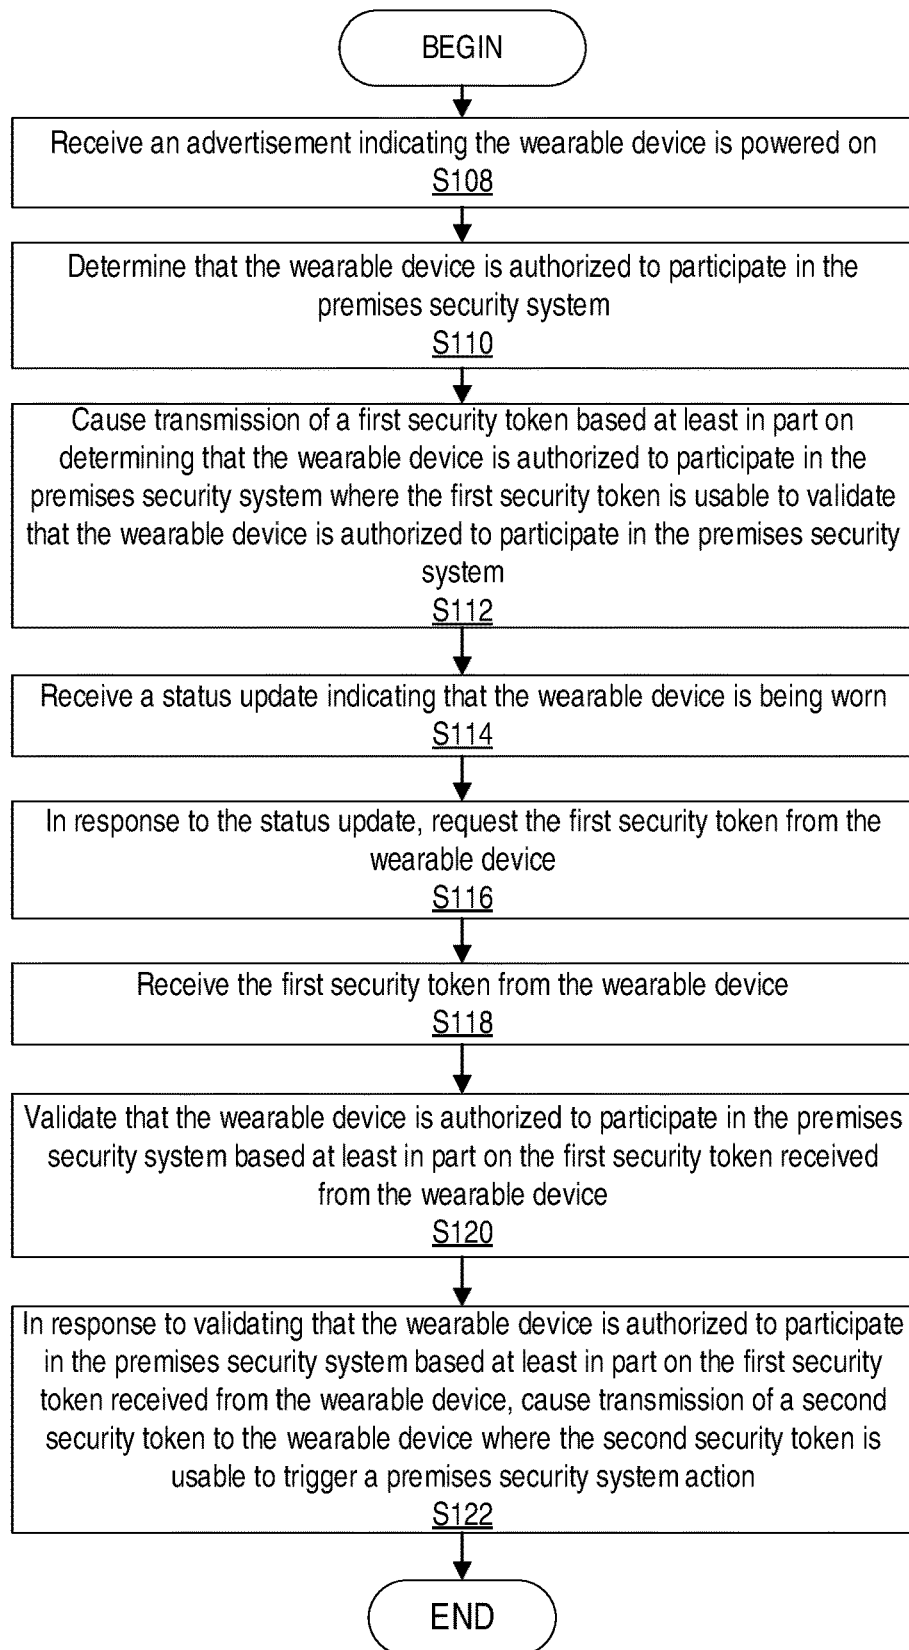 BEGIN
Receive an advertisement indicating the wearable device is powered on
S108
Determine that the wearable device is authorized to participate in the
premises security system
S110
Cause transmission of a first security token based at least in part on
determining that the wearable device is authorized to participate in the
premises security system where the first security token is usable to validate
that the wearable device is authorized to participate in the premises security
system
S112
Receive a status update indicating that the wearable device is being worn
S114
In response to the status update, request the first security token from the
wearable device
S116
Receive the first security token from the wearable device
S118
Validate that the wearable device is authorized to participate in the premises
security system based at least in part on the first security token received
from the wearable device
S120
In response to validating that the wearable device is authorized to participate
in the premises security system based at least in part on the first security
token received from the wearable device, cause transmission of a second
security token to the wearable device where the second security token is
usable to trigger a premises security system action
S122
END